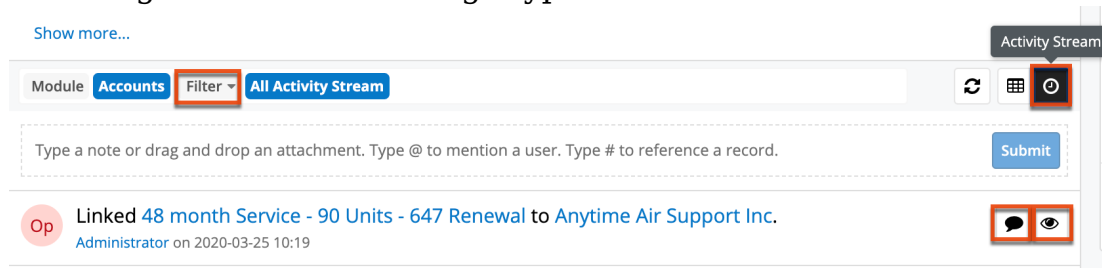 Show more...
Activity Stream
Module Accounts Filter All Activity Stream
Type a note or drag and drop an attachment. Type @ to mention a user. Type # to reference a record.
Submit
Op
Linked 48 month Service - 90 Units - 647 Renewal to Anytime Air Support Inc.
Administrator on 2020-03-25 10:19